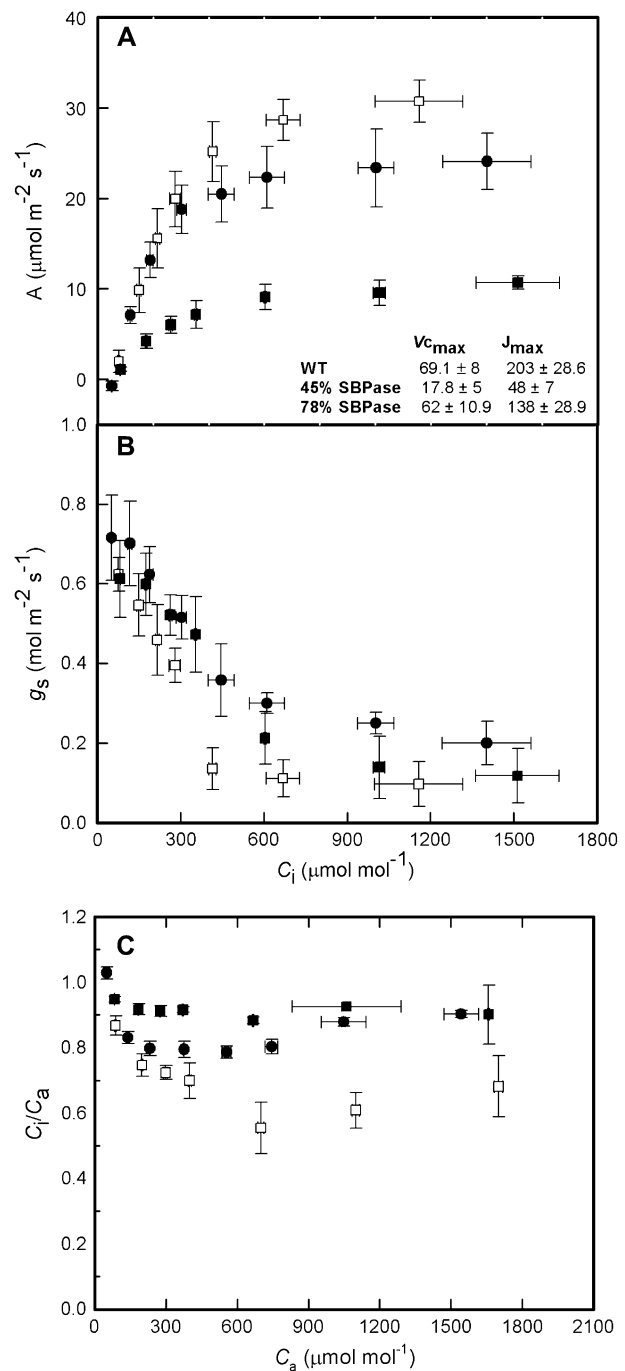 A
40
30
20
10
0
A (μmol m⁻² s⁻¹)
Vcmax Jmax
WT 69.1 ± 8 203 ± 28.6
45% SBPase 17.8 ± 5 48 ± 7
78% SBPase 62 ± 10.9 138 ± 28.9
B
1.0
0.8
0.6
0.4
0.2
0.0
gs (mol m⁻² s⁻¹)
0 300 600 900 1200 1500 1800
Ci (μmol mol⁻¹)
C
1.2
1.0
0.8
0.6
0.4
0.2
0.0
Ci/Ca
0 300 600 900 1200 1500 1800 2100
Ca (μmol mol⁻¹)